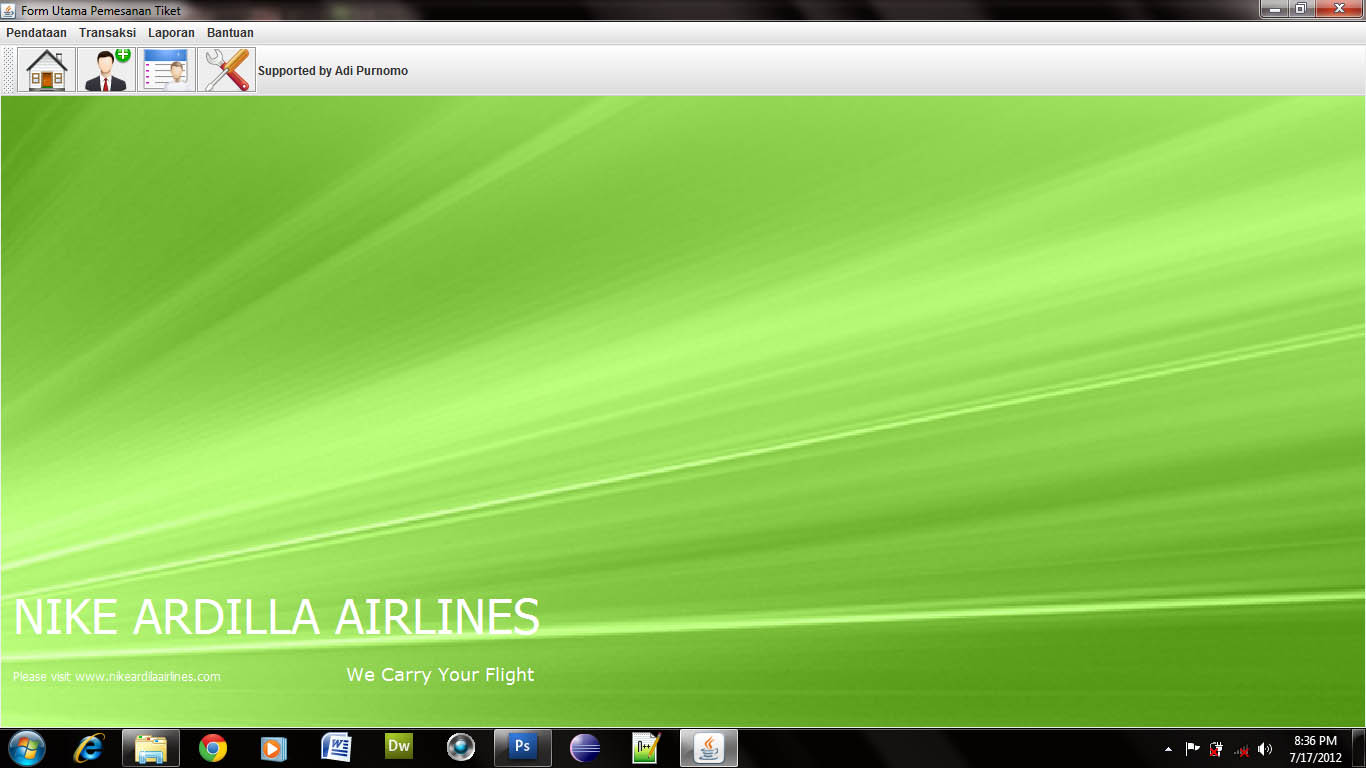 Form Utama Pemesanan Tiket
Pendataan Transaksi Laporan Bantuan
Supported by Adi Purnomo
NIKE ARDILLA AIRLINES
Please visit www.nikeardilaairlines.com We Carry Your Flight
W
Dw
Ps
N++
8:36 PM
7/17/2012